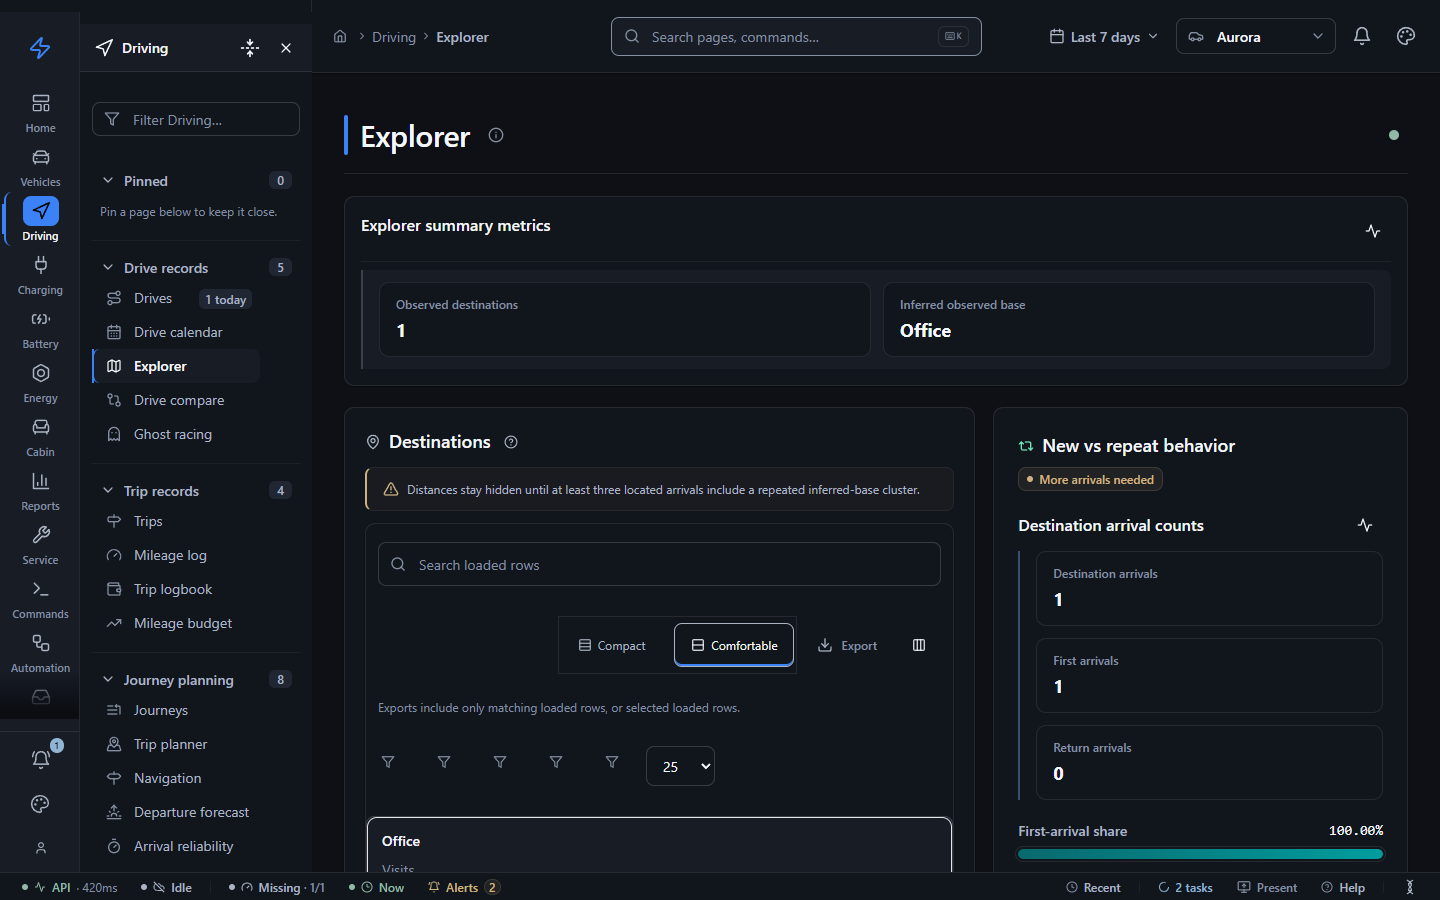 Driving
Driving
Explorer
Search pages, commands...
K
Last 7 days
Aurora
Home
Vehicles
Driving
Charging
Battery
Energy
Cabin
Reports
Service
Commands
Automation
1
Filter Driving...
Pinned 0
Pin a page below to keep it close.
Drive records 5
Drives 1 today
Drive calendar
Explorer
Drive compare
Ghost racing
Trip records 4
Trips
Mileage log
Trip logbook
Mileage budget
Journey planning 8
Journeys
Trip planner
Navigation
Departure forecast
Arrival reliability
Explorer
Explorer summary metrics
Observed destinations
1
Inferred observed base
Office
Destinations
Distances stay hidden until at least three located arrivals include a repeated inferred-base cluster.
Search loaded rows
Compact
Comfortable
Export
Exports include only matching loaded rows, or selected loaded rows.
25
Office
Visits
New vs repeat behavior
More arrivals needed
Destination arrival counts
Destination arrivals
1
First arrivals
1
Return arrivals
0
First-arrival share 100.00%
API · 420ms
Idle
Missing · 1/1
Now
Alerts 2
Recent
2 tasks
Present
Help